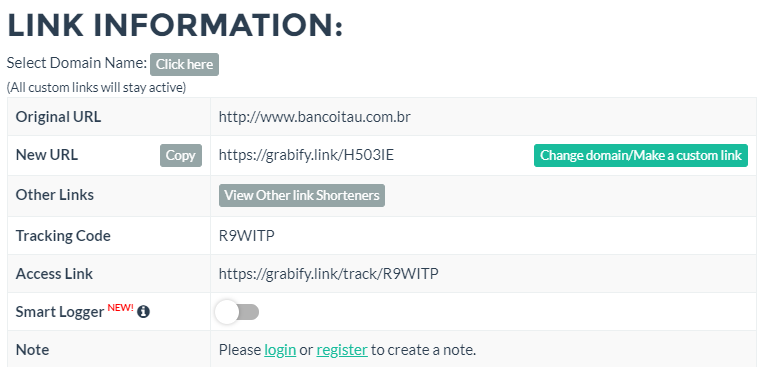 LINK INFORMATION:
Select Domain Name: Click here
(All custom links will stay active)
Original URL http://www.bancoitau.com.br
New URL Copy https://grabify.link/H503IE Change domain/Make a custom link
Other Links View Other link Shorteners
Tracking Code R9WITP
Access Link https://grabify.link/track/R9WITP
Smart Logger NEW!
Note Please login or register to create a note.